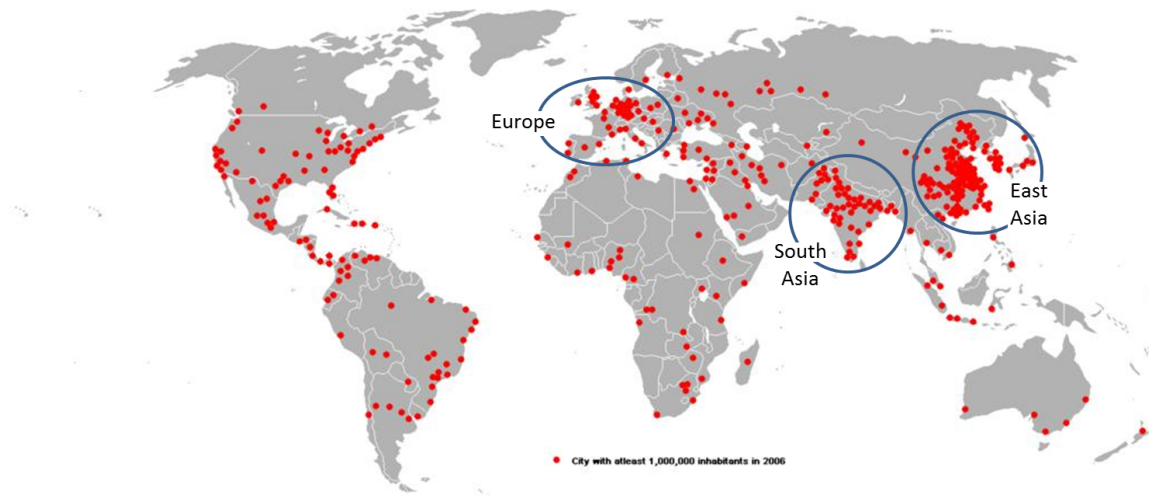 Europe
East
Asia
South
Asia
City with atleast 1,000,000 inhabitants in 2006